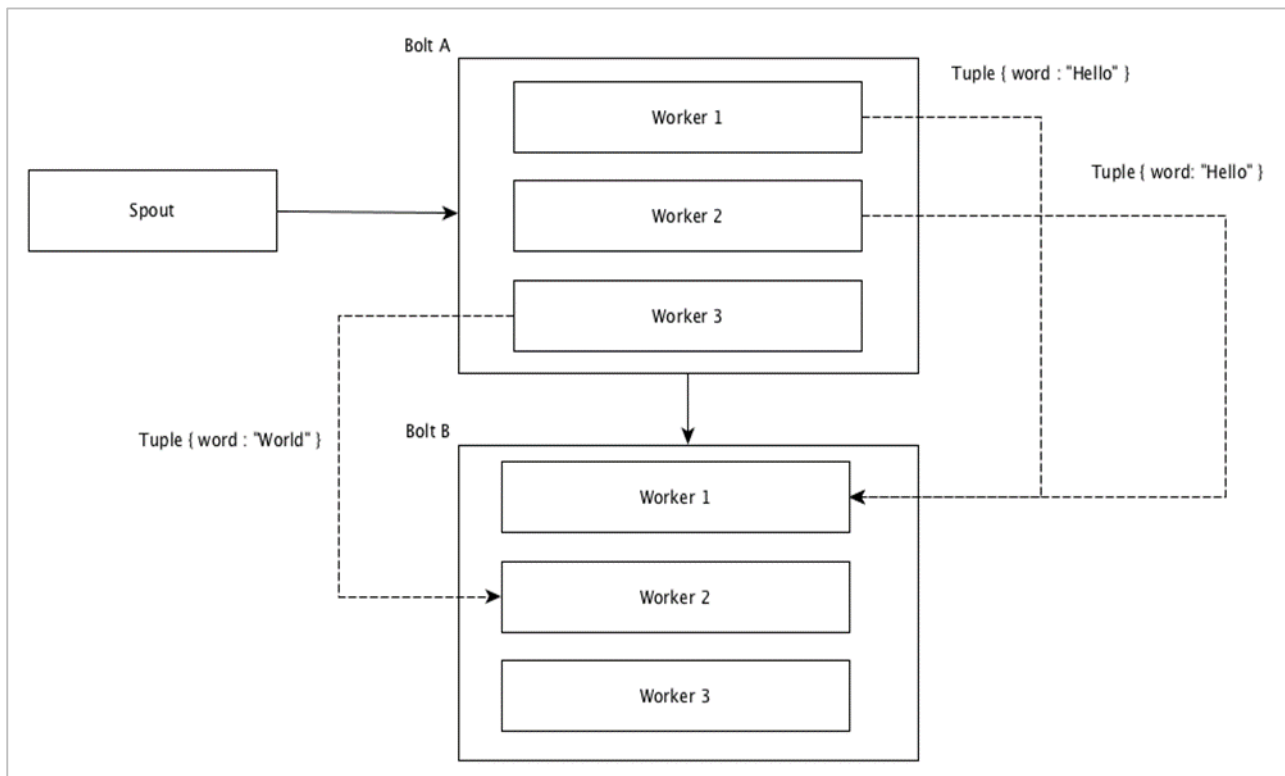 Bolt A
Tuple { word : "Hello" }
Worker 1
Tuple { word: "Hello" }
Spout
Worker 2
Worker 3
Tuple { word : "World" }
Bolt B
Worker 1
Worker 2
Worker 3